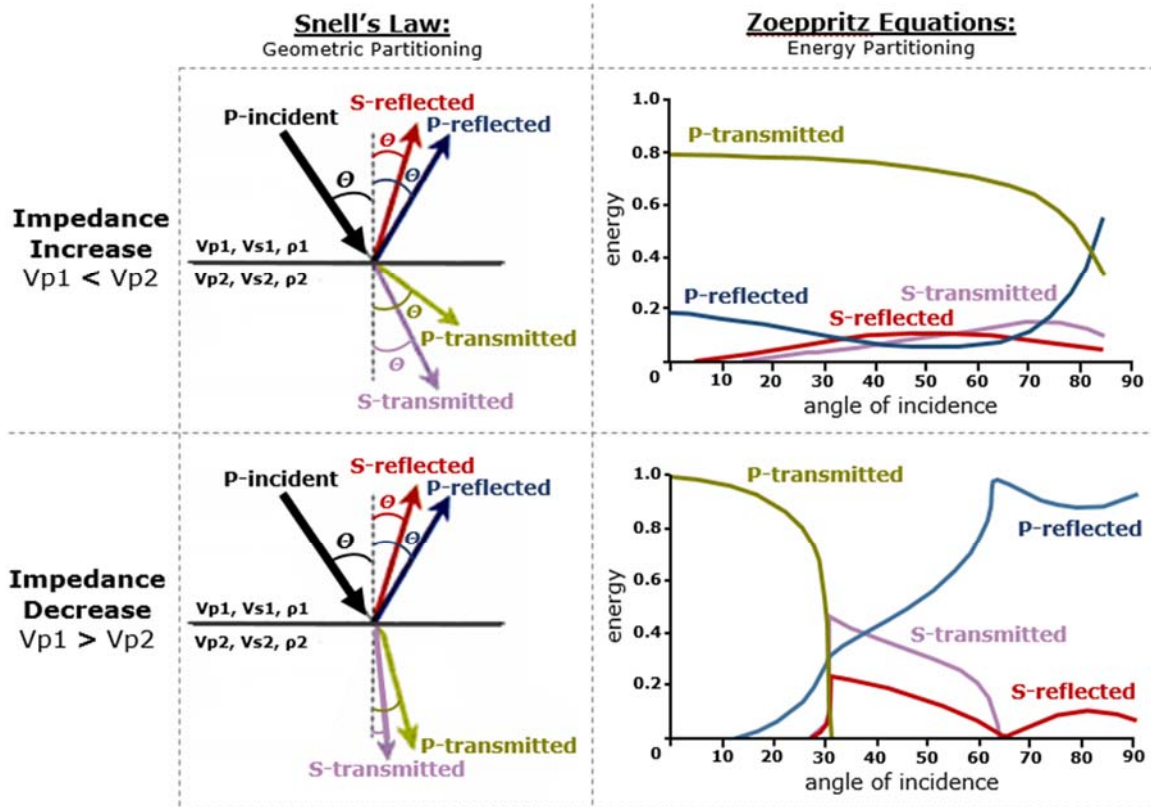 Snell's Law:
Geometric Partitioning
Zoeppritz Equations:
Energy Partitioning
Impedance
Increase
Vp1 < Vp2
P-incident
S-reflected
P-reflected
Θ
Θ
Θ
Vp1, Vs1, ρ1
Vp2, Vs2, ρ2
Θ
P-transmitted
Θ
S-transmitted
1.0
P-transmitted
0.8
0.6
energy
0.4
P-reflected
S-transmitted
0.2
S-reflected
0
10 20 30 40 50 60 70 80 90
angle of incidence
Impedance
Decrease
Vp1 > Vp2
P-incident
S-reflected
P-reflected
Θ
Θ
Θ
Vp1, Vs1, ρ1
Vp2, Vs2, ρ2
P-transmitted
S-transmitted
1.0
P-transmitted
0.8
P-reflected
0.6
energy
0.4
S-transmitted
0.2
S-reflected
0
10 20 30 40 50 60 70 80 90
angle of incidence